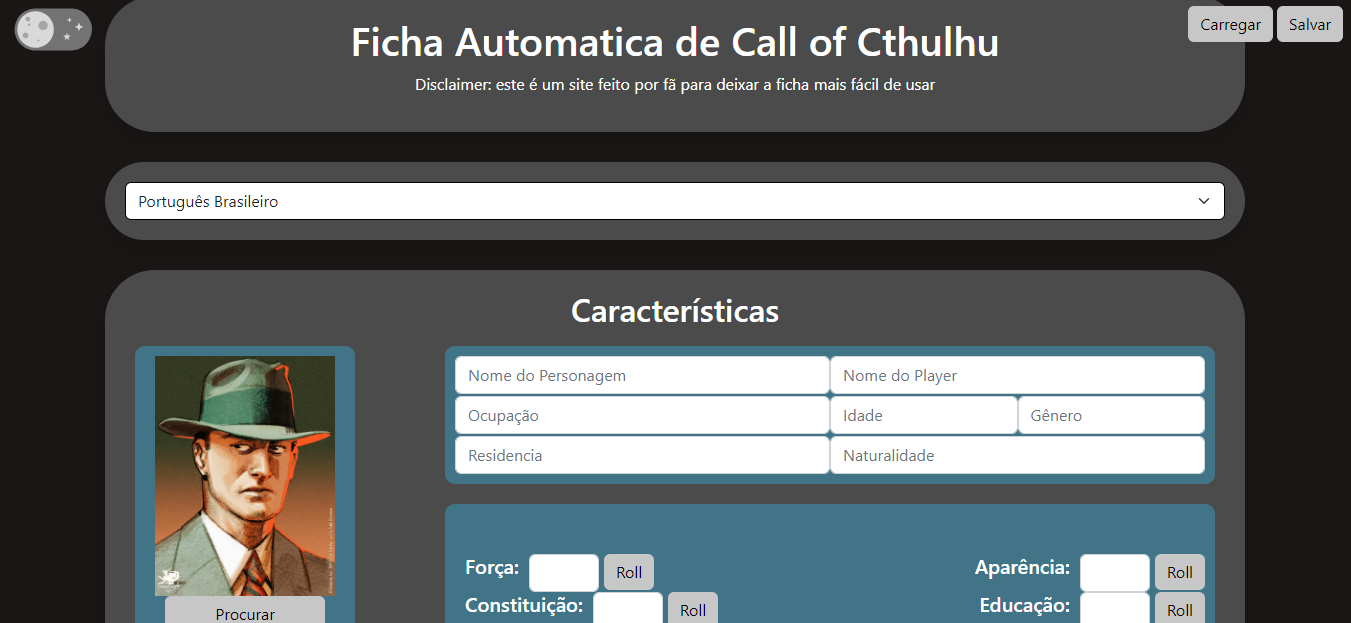 Carregar Salvar
Ficha Automatica de Call of Cthulhu
Disclaimer: este é um site feito por fã para deixar a ficha mais fácil de usar
Português Brasileiro
Características
Nome do Personagem Nome do Player
Ocupação Idade Gênero
Residencia Naturalidade
Procurar
Força: Roll Aparência: Roll
Constituição: Roll Educação: Roll